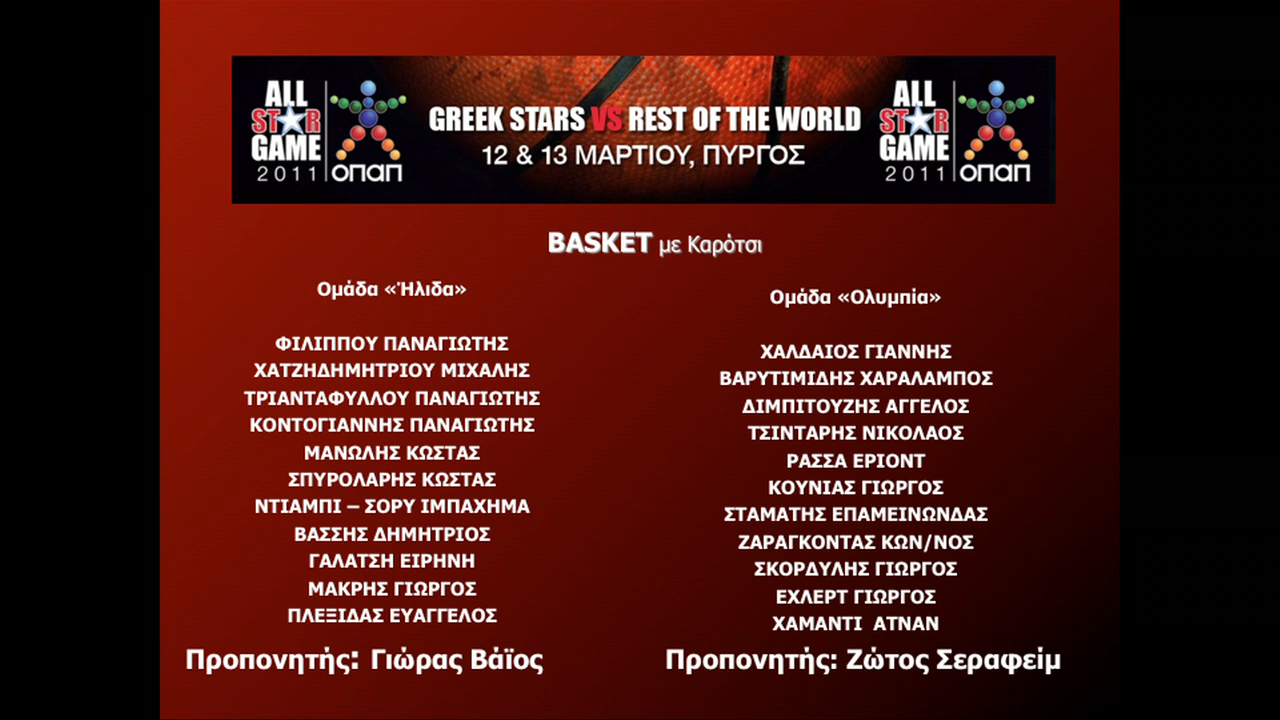 ALL
STAR
GAME
2011
οπαπ
GREEK STARS VS REST OF THE WORLD
12 & 13 ΜΑΡΤΙΟΥ, ΠΥΡΓΟΣ
ALL
STAR
GAME
2011
οπαπ
BASKET με Καρότσι
Ομάδα «Ήλιδα»
ΦΙΛΙΠΠΟΥ ΠΑΝΑΓΙΩΤΗΣ
ΧΑΤΖΗΔΗΜΗΤΡΙΟΥ ΜΙΧΑΛΗΣ
ΤΡΙΑΝΤΑΦΥΛΛΟΥ ΠΑΝΑΓΙΩΤΗΣ
ΚΟΝΤΟΓΙΑΝΝΗΣ ΠΑΝΑΓΙΩΤΗΣ
ΜΑΝΩΛΗΣ ΚΩΣΤΑΣ
ΣΠΥΡΟΛΑΡΗΣ ΚΩΣΤΑΣ
ΝΤΙΑΜΠΙ – ΣΟΡΥ ΙΜΠΑΧΗΜΑ
ΒΑΣΣΗΣ ΔΗΜΗΤΡΙΟΣ
ΓΑΛΑΤΣΗ ΕΙΡΗΝΗ
ΜΑΚΡΗΣ ΓΙΩΡΓΟΣ
ΠΛΕΞΙΔΑΣ ΕΥΑΓΓΕΛΟΣ
Προπονητής: Γιώρας Βάϊος
Ομάδα «Ολυμπία»
ΧΑΛΔΑΙΟΣ ΓΙΑΝΝΗΣ
ΒΑΡΥΤΙΜΙΔΗΣ ΧΑΡΑΛΑΜΠΟΣ
ΔΙΜΠΙΤΟΥΖΗΣ ΑΓΓΕΛΟΣ
ΤΣΙΝΤΑΡΗΣ ΝΙΚΟΛΑΟΣ
ΡΑΣΣΑ ΕΡΙΟΝΤ
ΚΟΥΝΙΑΣ ΓΙΩΡΓΟΣ
ΣΤΑΜΑΤΗΣ ΕΠΑΜΕΙΝΩΝΔΑΣ
ΖΑΡΑΓΚΟΝΤΑΣ ΚΩΝ/ΝΟΣ
ΣΚΟΡΔΥΛΗΣ ΓΙΩΡΓΟΣ
ΕΧΛΕΡΤ ΓΙΩΡΓΟΣ
ΧΑΜΑΝΤΙ ΑΤΝΑΝ
Προπονητής: Ζώτος Σεραφείμ